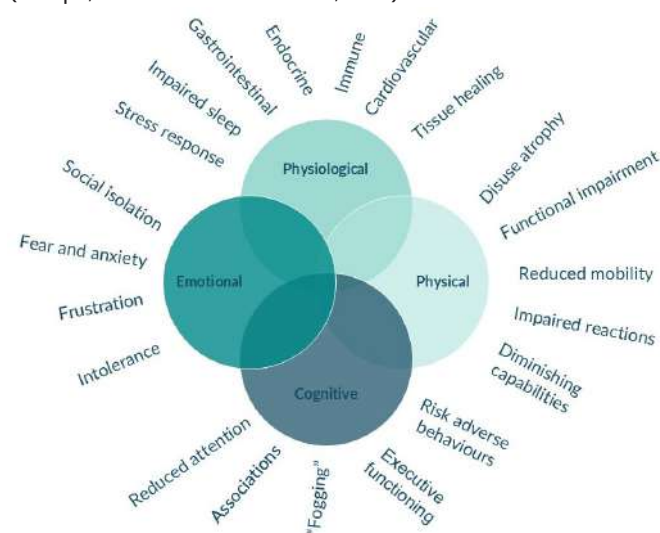 Gastrointestinal
Endocrine
Immune
Cardiovascular
Tissue healing
Impaired sleep
Stress response
Disuse atrophy
Functional impairment
Social isolation
Fear and anxiety
Frustration
Intolerance
Physiological
Emotional
Physical
Cognitive
Reduced mobility
Impaired reactions
Diminishing
capabilities
Risk adverse
behaviours
Executive
functioning
"Fogging"
Associations
Reduced attention